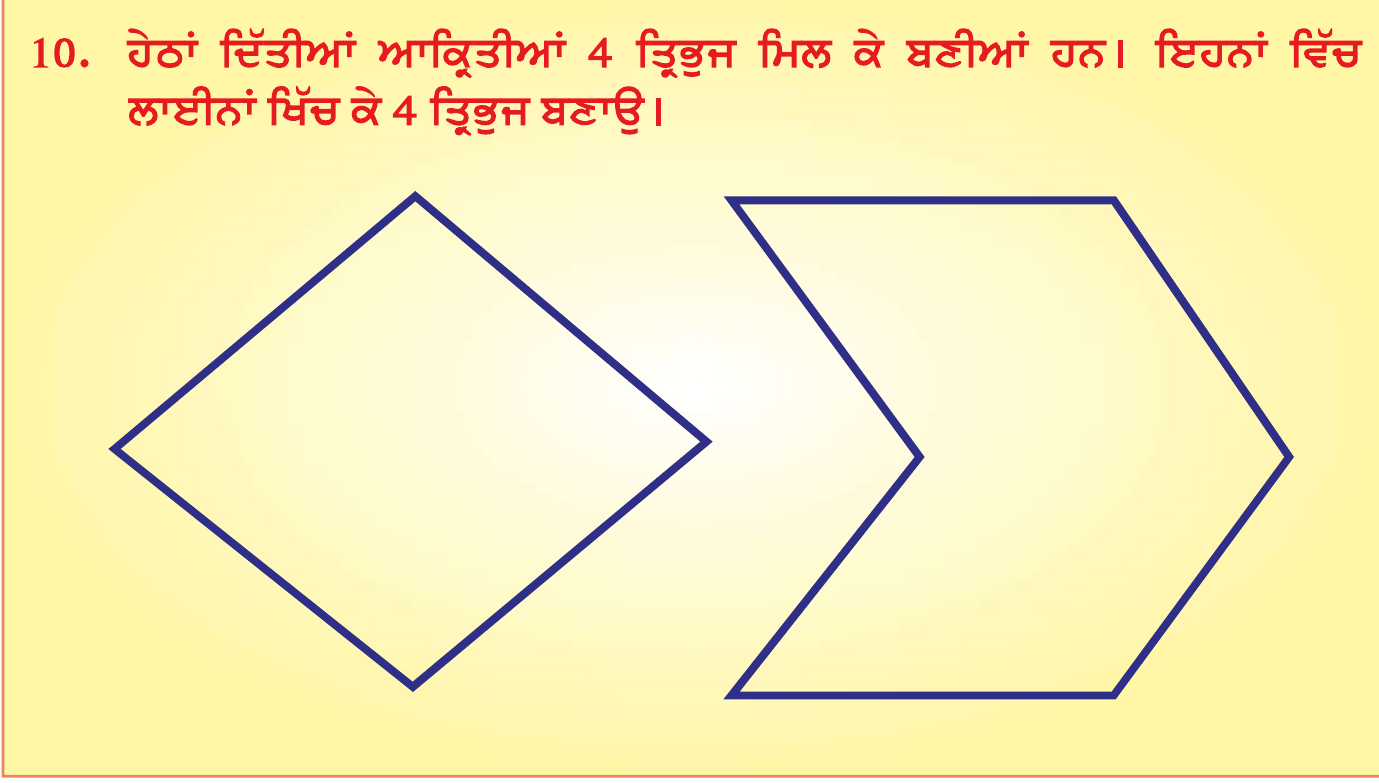 10. ਹੇਠਾਂ ਦਿੱਤੀਆਂ ਆਕ੍ਰਿਤੀਆਂ 4 ਤ੍ਰਿਭੁਜ ਮਿਲ ਕੇ ਬਣੀਆਂ ਹਨ। ਇਹਨਾਂ ਵਿੱਚ
ਲਾਈਨਾਂ ਖਿੱਚ ਕੇ 4 ਤ੍ਰਿਭੁਜ ਬਣਾਉ।